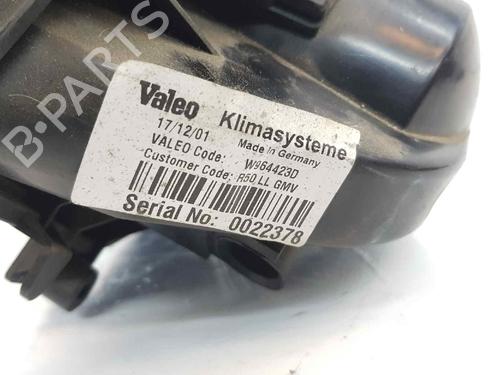 Valeo Klimasysteme
17/12/01 Made in Germany
VALEO Code: W964423D
Customer Code: R50 LL GMV
Serial No: 0022378